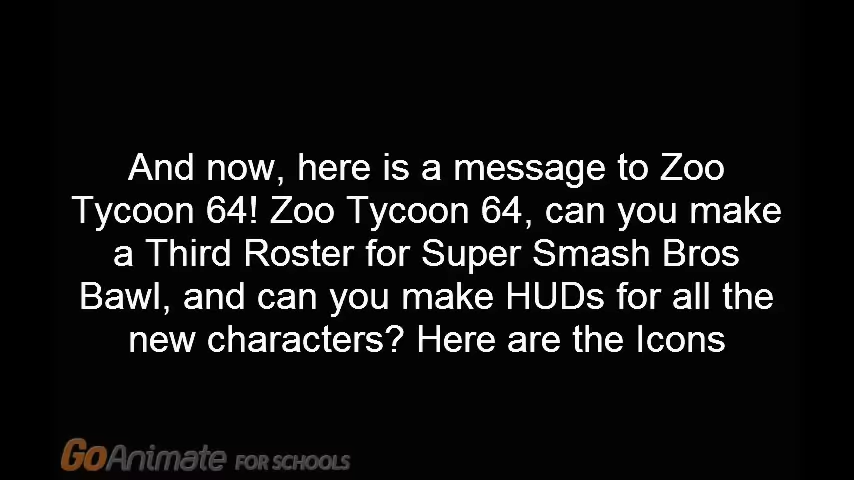 And now, here is a message to Zoo
Tycoon 64! Zoo Tycoon 64, can you make
a Third Roster for Super Smash Bros
Bawl, and can you make HUDs for all the
new characters? Here are the Icons
GoAnimate FOR SCHOOLS